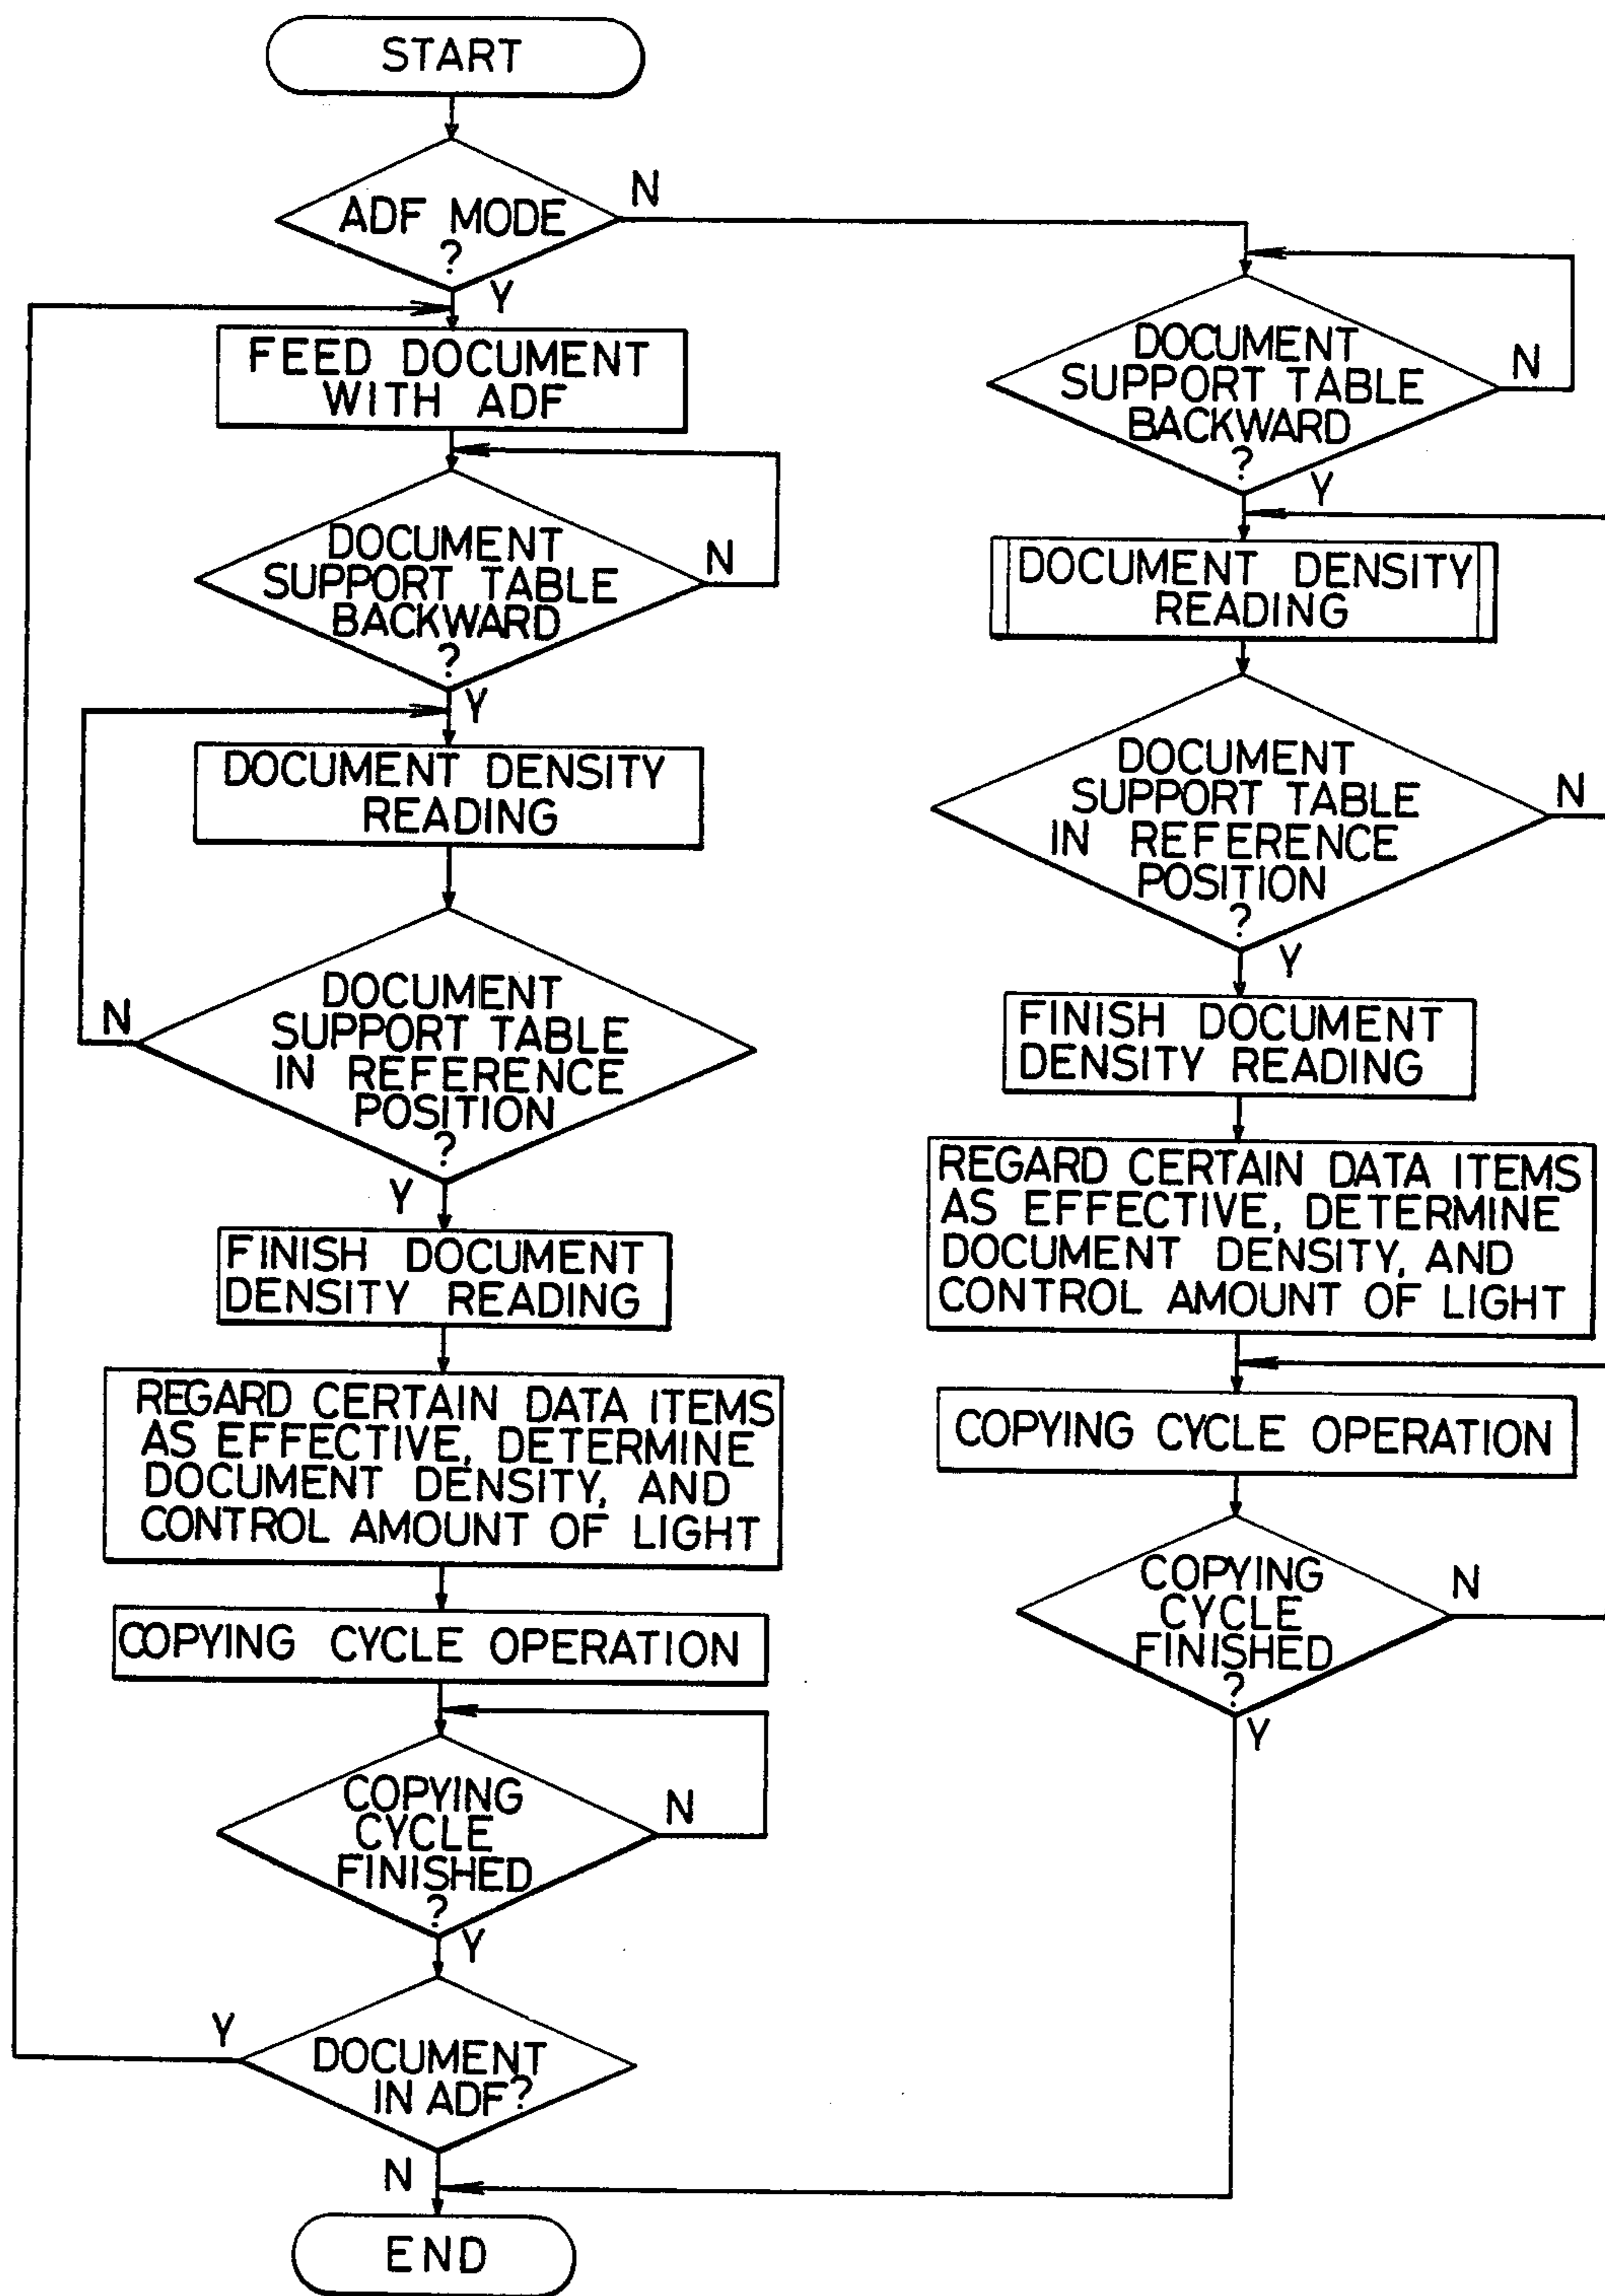 START
ADF MODE
?
N
Y
FEED DOCUMENT
WITH ADF
DOCUMENT
SUPPORT TABLE
BACKWARD
?
N
Y
DOCUMENT DENSITY
READING
DOCUMENT
SUPPORT TABLE
IN REFERENCE
POSITION
?
N
Y
FINISH DOCUMENT
DENSITY READING
REGARD CERTAIN DATA ITEMS
AS EFFECTIVE, DETERMINE
DOCUMENT DENSITY, AND
CONTROL AMOUNT OF LIGHT
COPYING CYCLE OPERATION
COPYING
CYCLE
FINISHED
?
N
Y
DOCUMENT
IN ADF?
Y
N
END
DOCUMENT
SUPPORT TABLE
BACKWARD
?
N
Y
DOCUMENT DENSITY
READING
DOCUMENT
SUPPORT TABLE
IN REFERENCE
POSITION
?
N
Y
FINISH DOCUMENT
DENSITY READING
REGARD CERTAIN DATA ITEMS
AS EFFECTIVE, DETERMINE
DOCUMENT DENSITY, AND
CONTROL AMOUNT OF LIGHT
COPYING CYCLE OPERATION
COPYING
CYCLE
FINISHED
?
N
Y